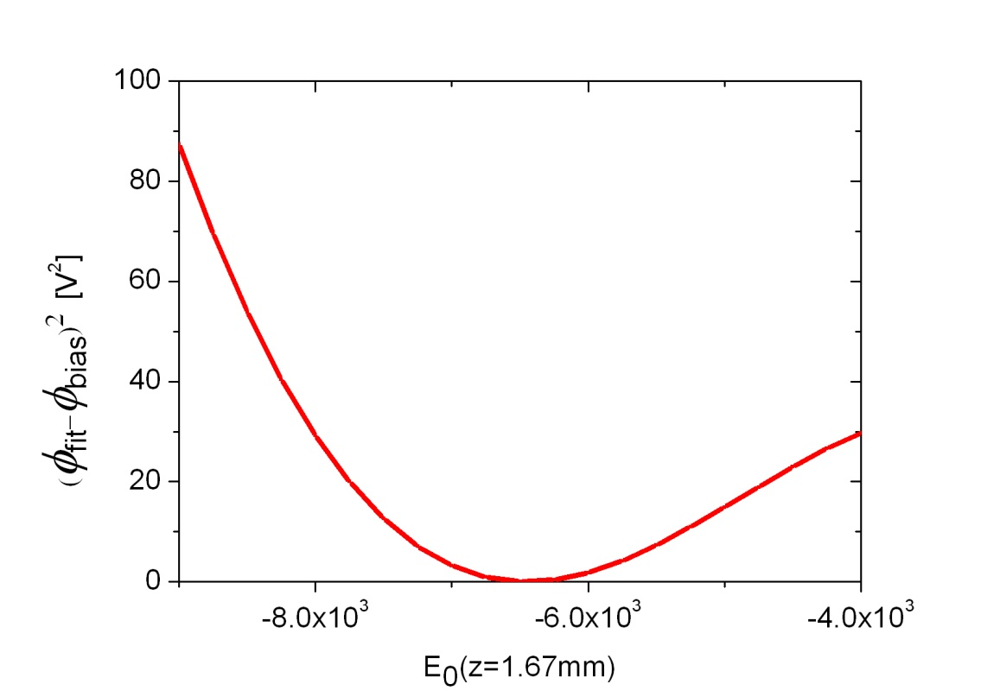 100
80
60
40
20
0
(ϕfit−ϕbias)² [V²]
-8.0x10³
-6.0x10³
-4.0x10³
E₀(z=1.67mm)